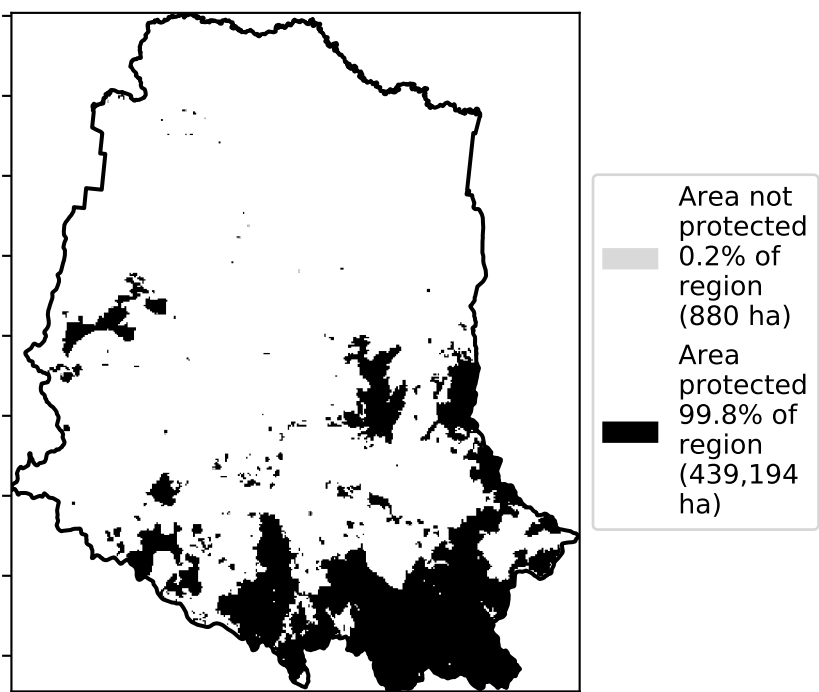 Area not
protected
0.2% of
region
(880 ha)
Area
protected
99.8% of
region
(439,194
ha)